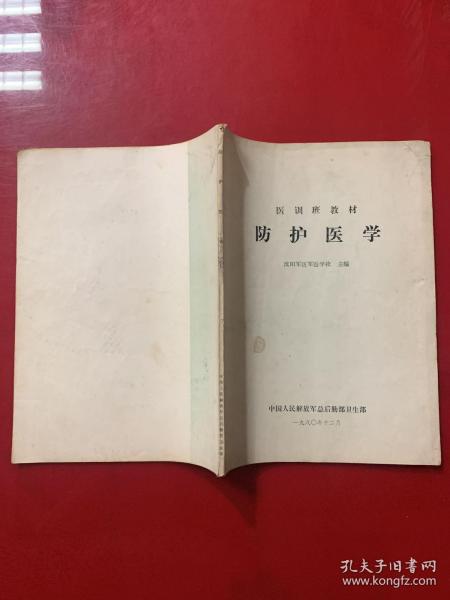 医训班教材
防护医学
沈阳军区军医学校 主编
中国人民解放军总后勤部卫生部
一九八〇年十二月
孔夫子旧书网
www.kongfz.com